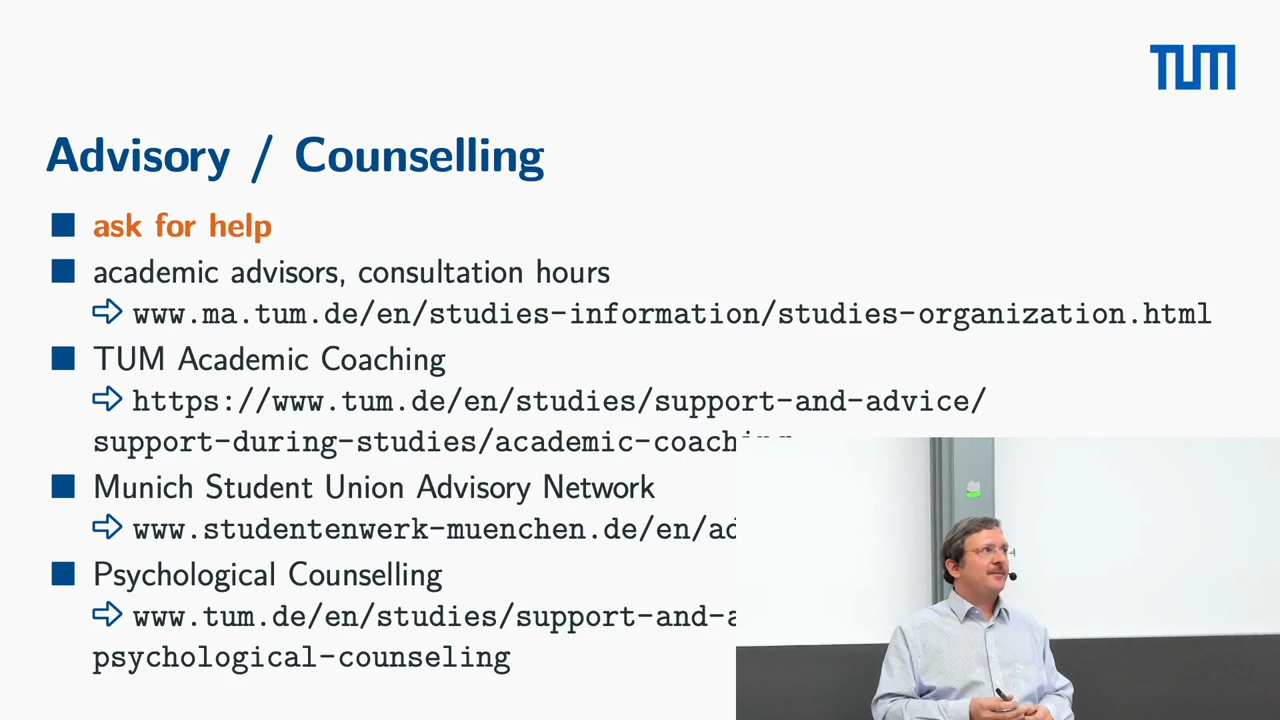 TUM
Advisory / Counselling
ask for help
academic advisors, consultation hours
www.ma.tum.de/en/studies-information/studies-organization.html
TUM Academic Coaching
https://www.tum.de/en/studies/support-and-advice/
support-during-studies/academic-coaching
Munich Student Union Advisory Network
www.studentenwerk-muenchen.de/en/ad
Psychological Counselling
www.tum.de/en/studies/support-and-a
psychological-counseling